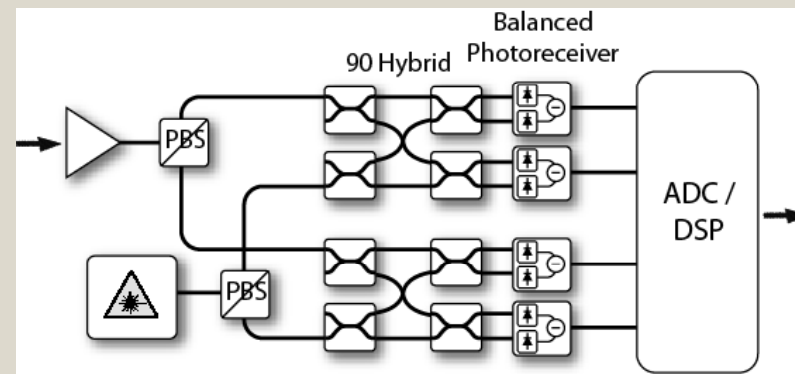 Balanced
Photoreceiver
90 Hybrid
PBS
PBS
ADC /
DSP